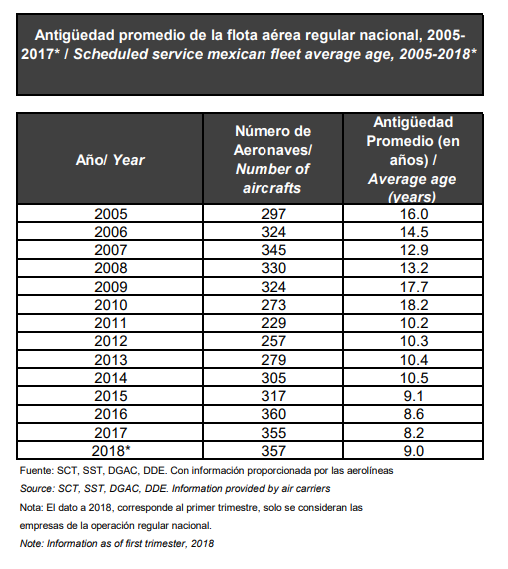 Antigüedad promedio de la flota aérea regular nacional, 2005-
2017* / Scheduled service mexican fleet average age, 2005-2018*
Año/ Year
Número de
Aeronaves/
Number of
aircrafts
Antigüedad
Promedio (en
años) /
Average age
(years)
2005 297 16.0
2006 324 14.5
2007 345 12.9
2008 330 13.2
2009 324 17.7
2010 273 18.2
2011 229 10.2
2012 257 10.3
2013 279 10.4
2014 305 10.5
2015 317 9.1
2016 360 8.6
2017 355 8.2
2018* 357 9.0
Fuente: SCT, SST, DGAC, DDE. Con información proporcionada por las aerolíneas
Source: SCT, SST, DGAC, DDE. Information provided by air carriers
Nota: El dato a 2018, corresponde al primer trimestre, solo se consideran las
empresas de la operación regular nacional.
Note: Information as of first trimester, 2018